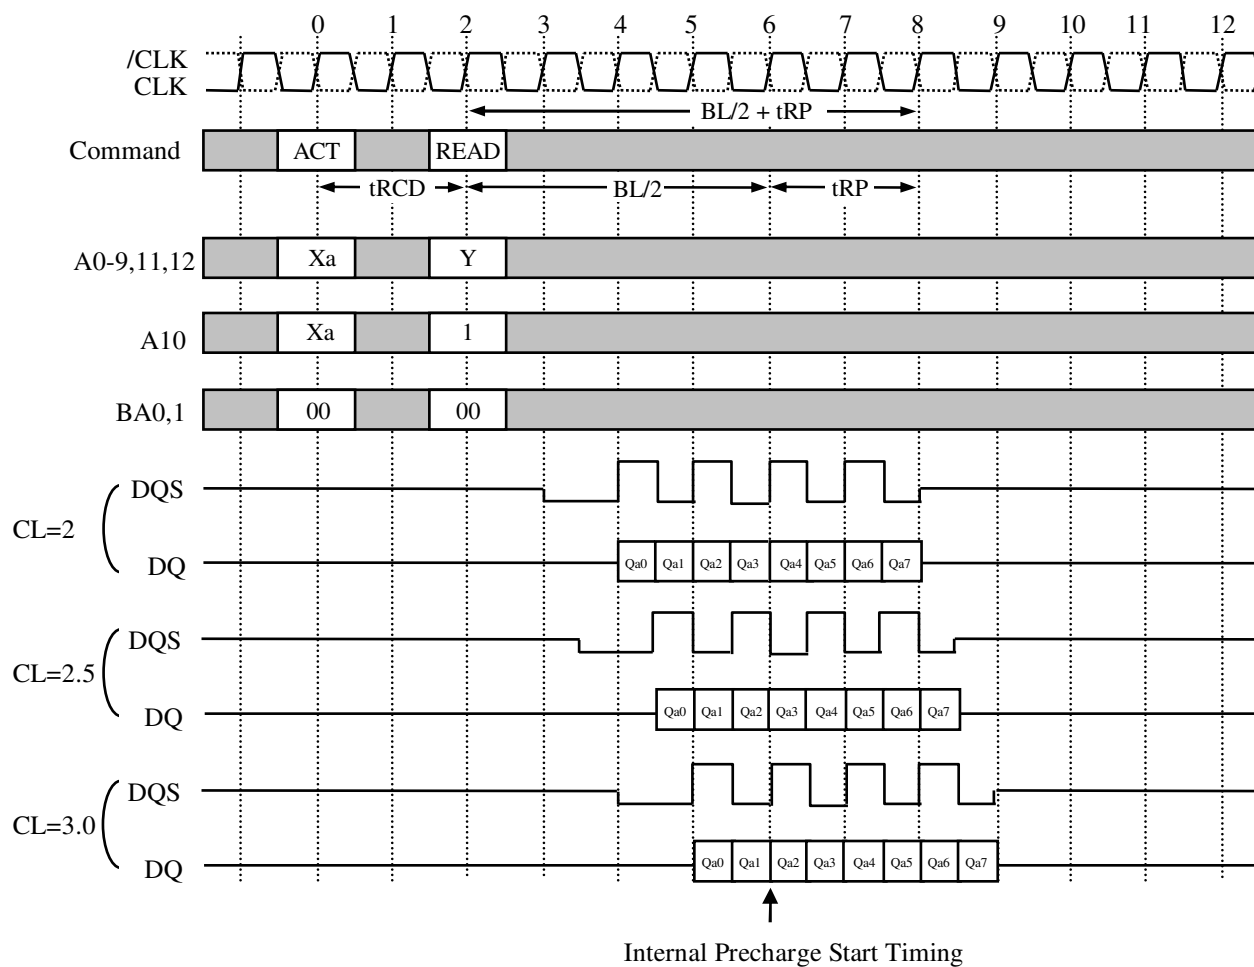 0 1 2 3 4 5 6 7 8 9 10 11 12
/CLK
CLK
BL/2 + tRP
Command ACT READ
tRCD BL/2 tRP
A0-9,11,12 Xa Y
A10 Xa 1
BA0,1 00 00
DQS
CL=2
DQ Qa0 Qa1 Qa2 Qa3 Qa4 Qa5 Qa6 Qa7
DQS
CL=2.5
DQ Qa0 Qa1 Qa2 Qa3 Qa4 Qa5 Qa6 Qa7
DQS
CL=3.0
DQ Qa0 Qa1 Qa2 Qa3 Qa4 Qa5 Qa6 Qa7
Internal Precharge Start Timing